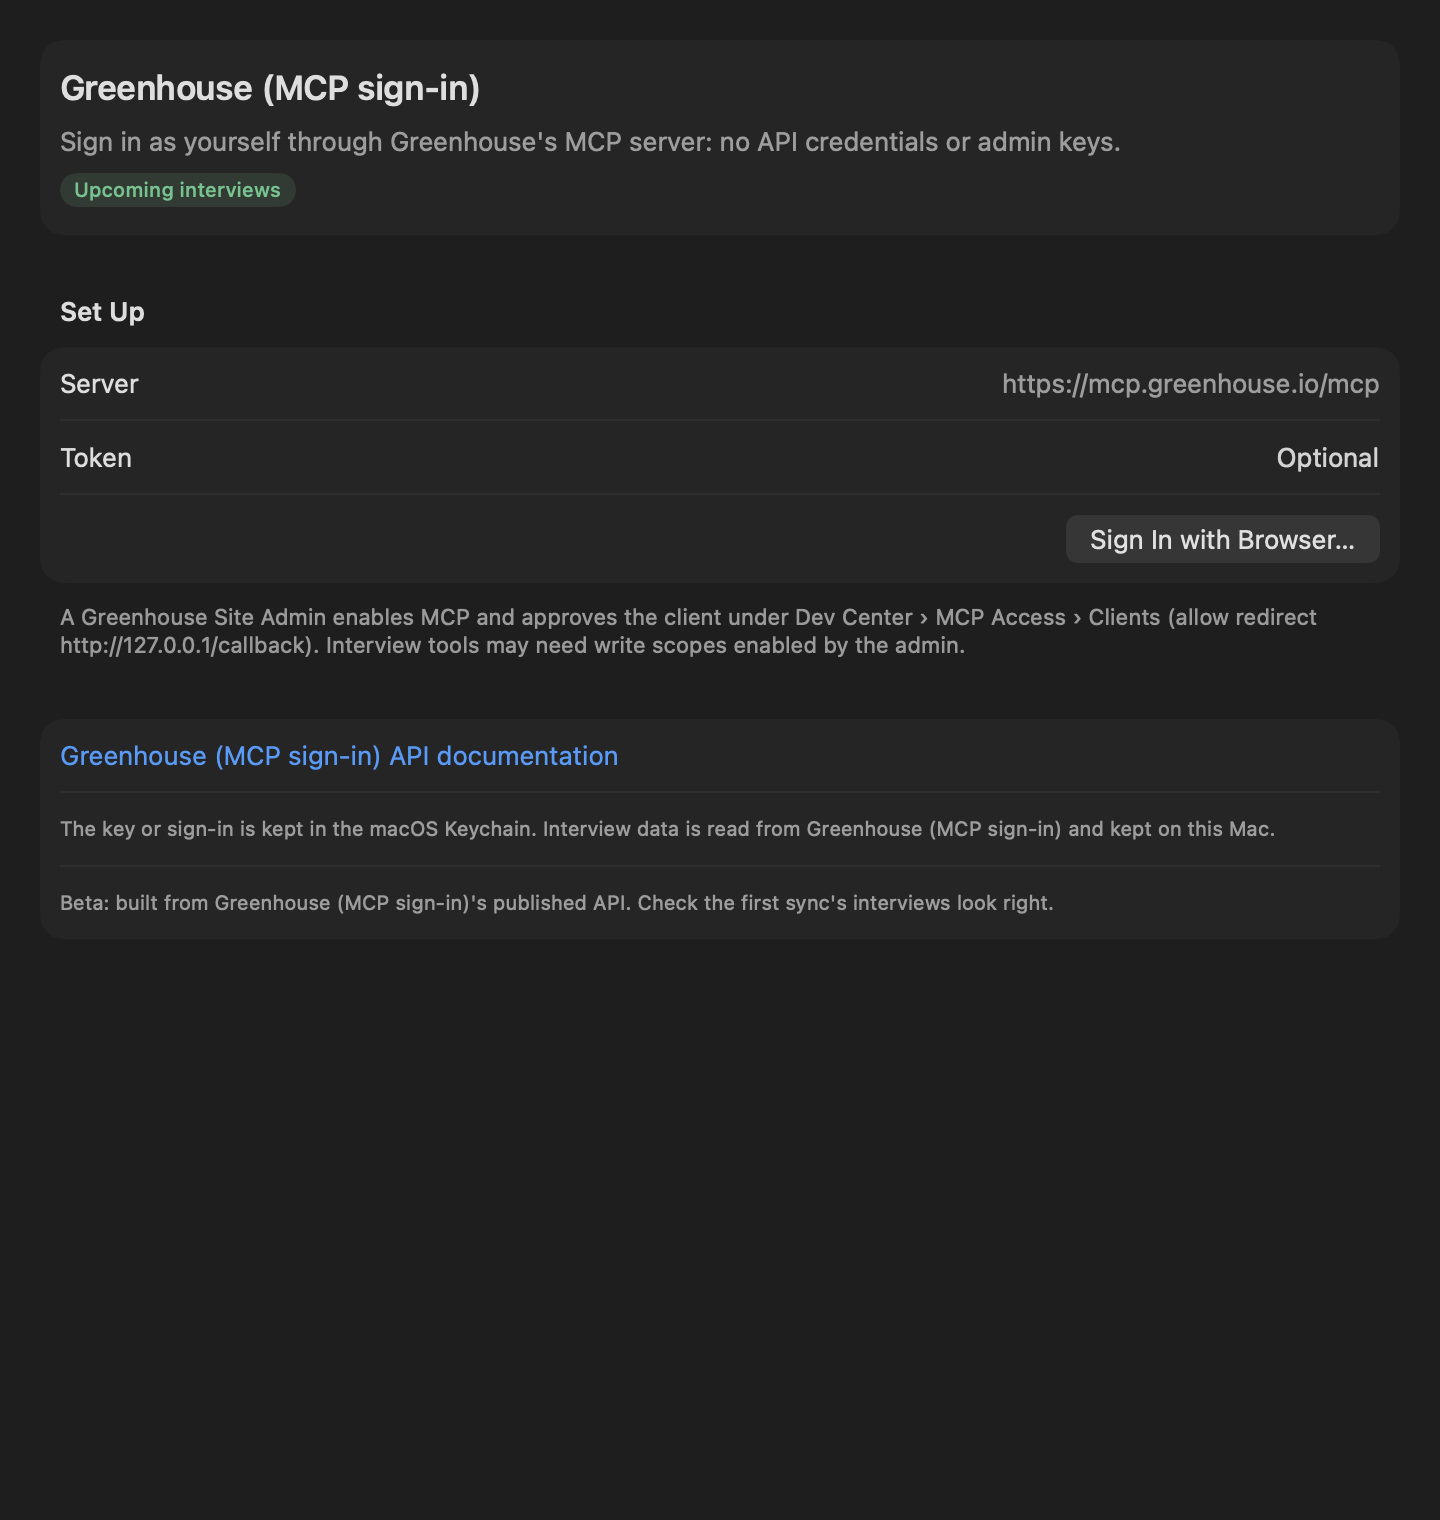 Greenhouse (MCP sign-in)
Sign in as yourself through Greenhouse's MCP server: no API credentials or admin keys.
Upcoming interviews
Set Up
Server https://mcp.greenhouse.io/mcp
Token Optional
Sign In with Browser...
A Greenhouse Site Admin enables MCP and approves the client under Dev Center › MCP Access › Clients (allow redirect
http://127.0.0.1/callback). Interview tools may need write scopes enabled by the admin.
Greenhouse (MCP sign-in) API documentation
The key or sign-in is kept in the macOS Keychain. Interview data is read from Greenhouse (MCP sign-in) and kept on this Mac.
Beta: built from Greenhouse (MCP sign-in)'s published API. Check the first sync's interviews look right.